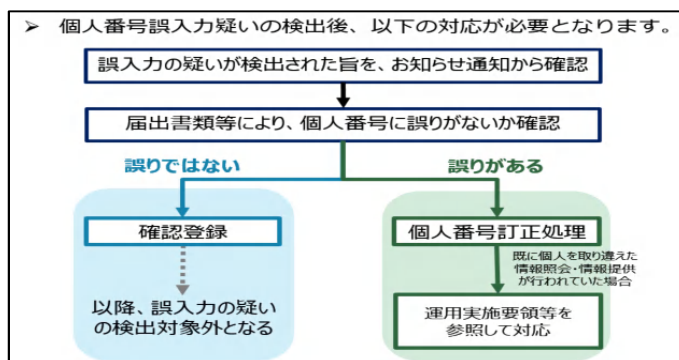 ➢ 個人番号誤入力疑いの検出後、以下の対応が必要となります。
誤入力の疑いが検出された旨を、お知らせ通知から確認
届出書類等により、個人番号に誤りがないか確認
誤りではない
誤りがある
確認登録
個人番号訂正処理
既に個人を取り違えた
情報照会・情報提供
が行われていた場合
以降、誤入力の疑い
の検出対象外となる
運用実施要領等を
参照して対応